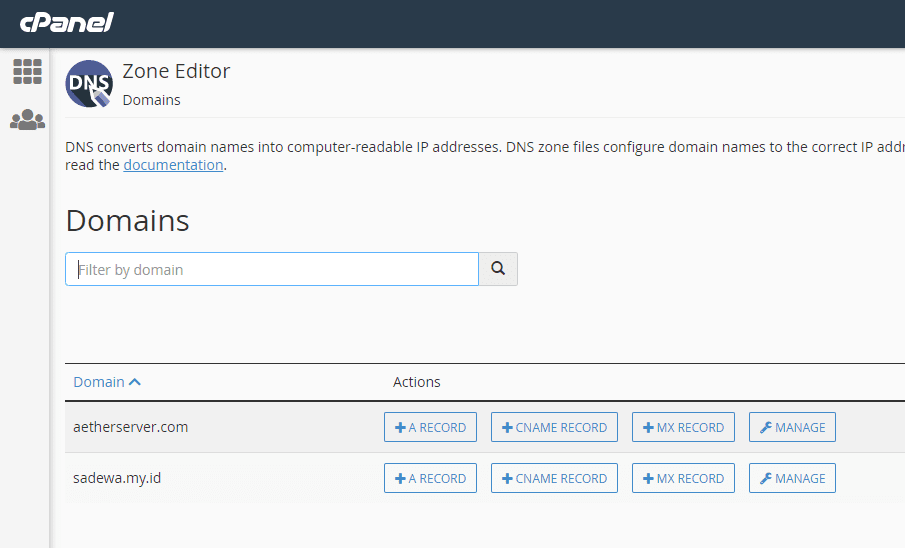 cPanel
DNS
Zone Editor
Domains
DNS converts domain names into computer-readable IP addresses. DNS zone files configure domain names to the correct IP
read the documentation.
Domains
Filter by domain
Domain Actions
aetherserver.com A RECORD CNAME RECORD MX RECORD MANAGE
sadewa.my.id A RECORD CNAME RECORD MX RECORD MANAGE